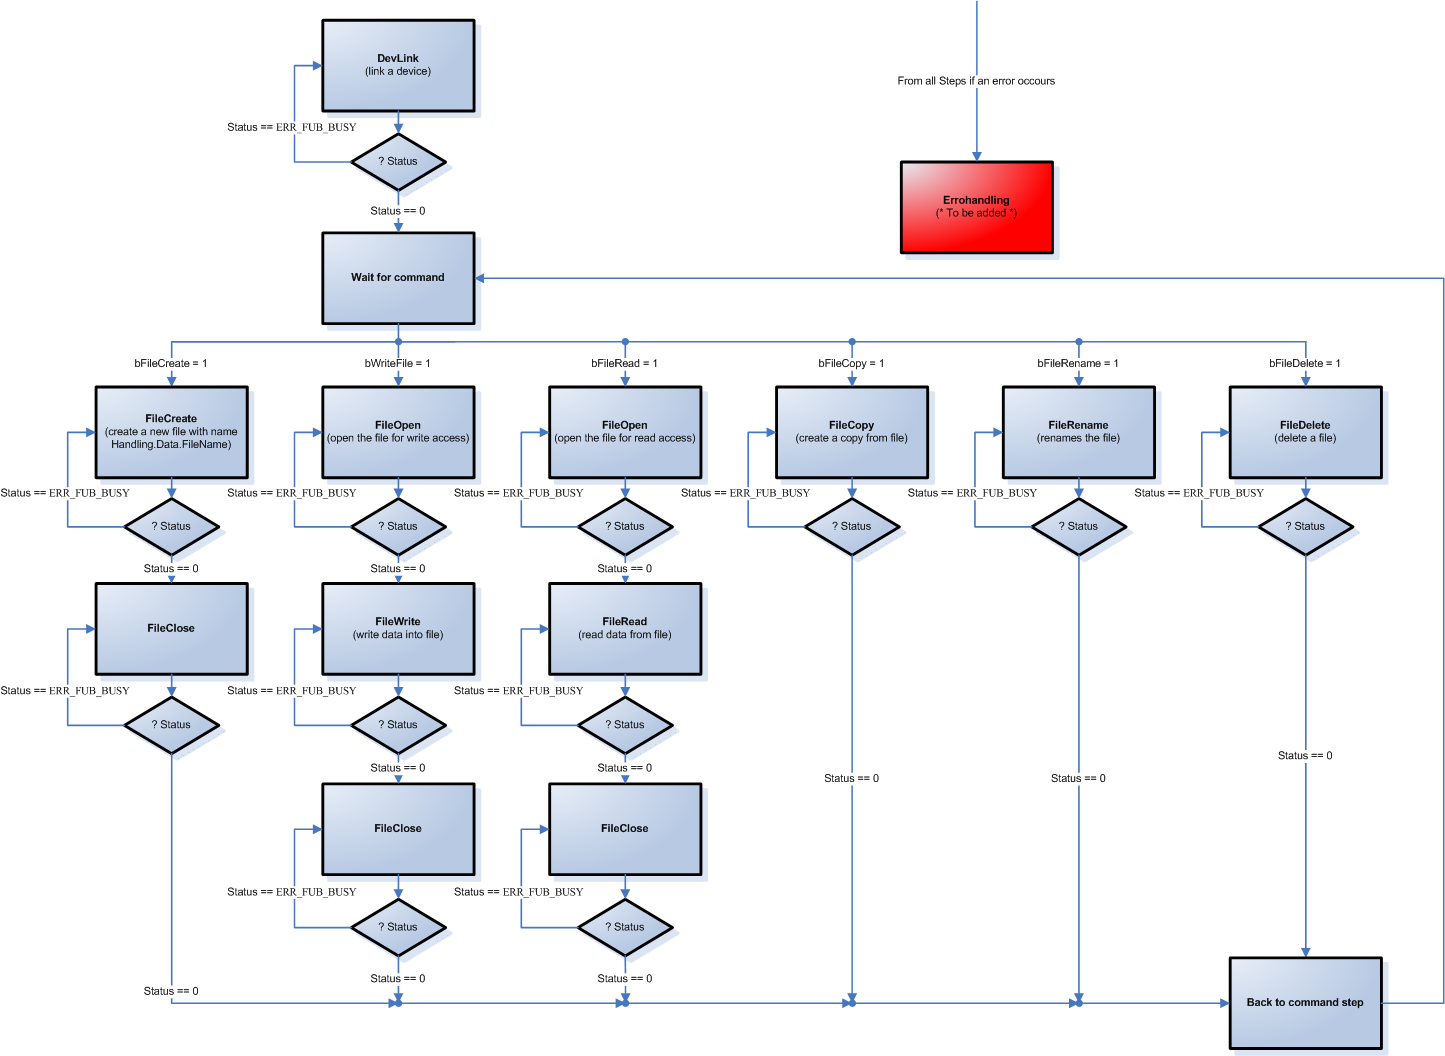 DevLink
(link a device)
From all Steps if an error occours
Status == ERR_FUB_BUSY
? Status
Errohandling
(* To be added *)
Status == 0
Wait for command
bFileCreate = 1
bWriteFile = 1
bFileRead = 1
bFileCopy = 1
bFileRename = 1
bFileDelete = 1
FileCreate
(create a new file with name
Handling.Data.FileName)
FileOpen
(open the file for write access)
FileOpen
(open the file for read access)
FileCopy
(create a copy from file)
FileRename
(renames the file)
FileDelete
(delete a file)
Status == ERR_FUB_BUSY
Status == ERR_FUB_BUSY
Status == ERR_FUB_BUSY
Status == ERR_FUB_BUSY
Status == ERR_FUB_BUSY
Status == ERR_FUB_BUSY
? Status
? Status
? Status
? Status
? Status
? Status
Status == 0
Status == 0
Status == 0
FileClose
FileWrite
(write data into file)
FileRead
(read data from file)
Status == ERR_FUB_BUSY
Status == ERR_FUB_BUSY
Status == ERR_FUB_BUSY
? Status
? Status
? Status
Status == 0
Status == 0
Status == 0
Status == 0
Status == 0
FileClose
FileClose
Status == ERR_FUB_BUSY
Status == ERR_FUB_BUSY
? Status
? Status
Status == 0
Status == 0
Status == 0
Back to command step